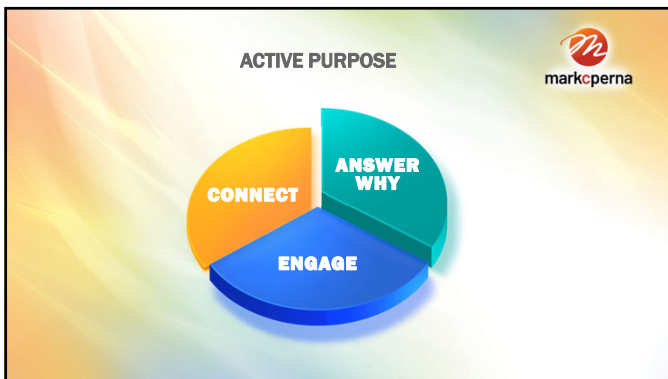 ACTIVE PURPOSE
markcperna
ANSWER
WHY
CONNECT
ENGAGE